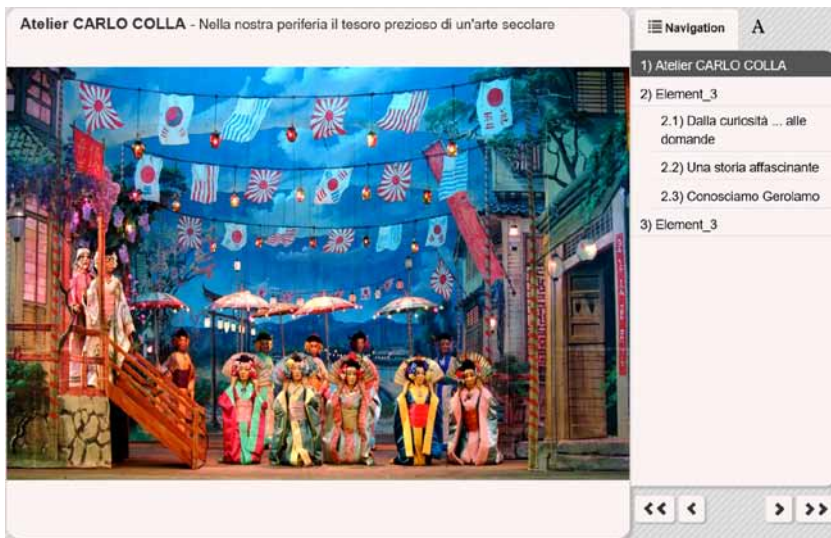 Atelier CARLO COLLA - Nella nostra periferia il tesoro prezioso di un'arte secolare
Navigation
A
1) Atelier CARLO COLLA
2) Element_3
2.1) Dalla curiosità ... alle
domande
2.2) Una storia affascinante
2.3) Conosciamo Gerolamo
3) Element_3